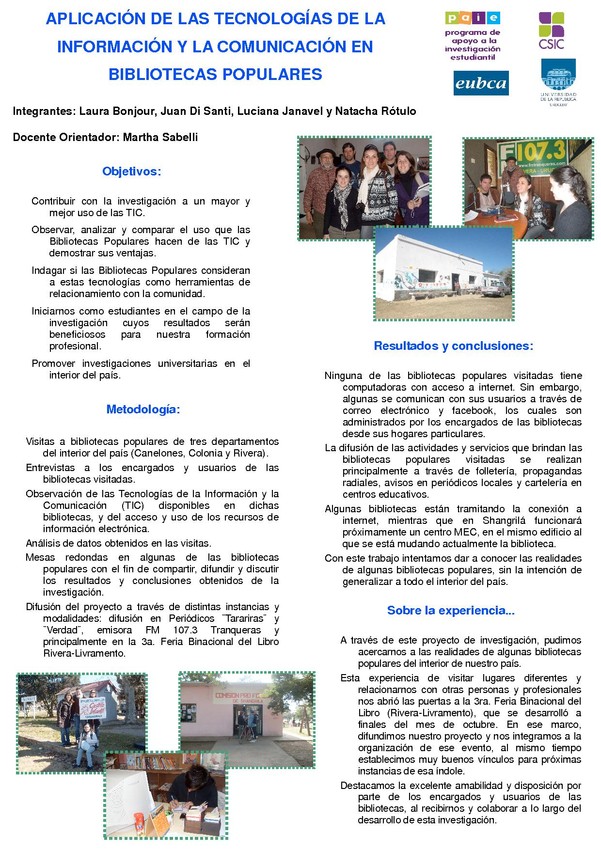 APLICACIÓN DE LAS TECNOLOGÍAS DE LA
INFORMACIÓN Y LA COMUNICACIÓN EN
BIBLIOTECAS POPULARES
paie
programa de
apoyo a la
investigación
estudiantil
CSIC
eubca
UNIVERSIDAD
DE LA REPÚBLICA
URUGUAY
Integrantes: Laura Bonjour, Juan Di Santi, Luciana Janavel y Natacha Rótulo
Docente Orientador: Martha Sabelli
Objetivos:
Contribuir con la investigación a un mayor y
mejor uso de las TIC.
Observar, analizar y comparar el uso que las
Bibliotecas Populares hacen de las TIC y
demostrar sus ventajas.
Indagar si las Bibliotecas Populares consideran
a estas tecnologías como herramientas de
relacionamiento con la comunidad.
Iniciarnos como estudiantes en el campo de la
investigación cuyos resultados serán
beneficiosos para nuestra formación
profesional.
Promover investigaciones universitarias en el
interior del país.
Metodología:
Visitas a bibliotecas populares de tres departamentos
del interior del país (Canelones, Colonia y Rivera).
Entrevistas a los encargados y usuarios de las
bibliotecas visitadas.
Observación de las Tecnologías de la Información y la
Comunicación (TIC) disponibles en dichas
bibliotecas, y del acceso y uso de los recursos de
información electrónica.
Análisis de datos obtenidos en las visitas.
Mesas redondas en algunas de las bibliotecas
populares con el fin de compartir, difundir y discutir
los resultados y conclusiones obtenidos de la
investigación.
Difusión del proyecto a través de distintas instancias y
modalidades: difusión en Periódicos ¨Tarariras¨ y
¨Verdad¨, emisora FM 107.3 Tranqueras y
principalmente en la 3a. Feria Binacional del Libro
Rivera-Livramento.
107.3
Resultados y conclusiones:
Ninguna de las bibliotecas populares visitadas tiene
computadoras con acceso a internet. Sin embargo,
algunas se comunican con sus usuarios a través de
correo electrónico y facebook, los cuales son
administrados por los encargados de las bibliotecas
desde sus hogares particulares.
La difusión de las actividades y servicios que brindan las
bibliotecas populares visitadas se realizan
principalmente a través de folletería, propagandas
radiales, avisos en periódicos locales y cartelería en
centros educativos.
Algunas bibliotecas están tramitando la conexión a
internet, mientras que en Shangrilá funcionará
próximamente un centro MEC, en el mismo edificio al
que se está mudando actualmente la biblioteca.
Con este trabajo intentamos dar a conocer las realidades
de algunas bibliotecas populares, sin la intención de
generalizar a todo el interior del país.
Sobre la experiencia...
A través de este proyecto de investigación, pudimos
acercarnos a las realidades de algunas bibliotecas
populares del interior de nuestro país.
Esta experiencia de visitar lugares diferentes y
relacionarnos con otras personas y profesionales
nos abrió las puertas a la 3ra. Feria Binacional del
Libro (Rivera-Livramento), que se desarrolló a
finales del mes de octubre. En ese marco,
difundimos nuestro proyecto y nos integramos a la
organización de ese evento, al mismo tiempo
establecimos muy buenos vínculos para próximas
instancias de esa índole.
Destacamos la excelente amabilidad y disposición por
parte de los encargados y usuarios de las
bibliotecas, al recibirnos y colaborar a lo largo del
desarrollo de esta investigación.